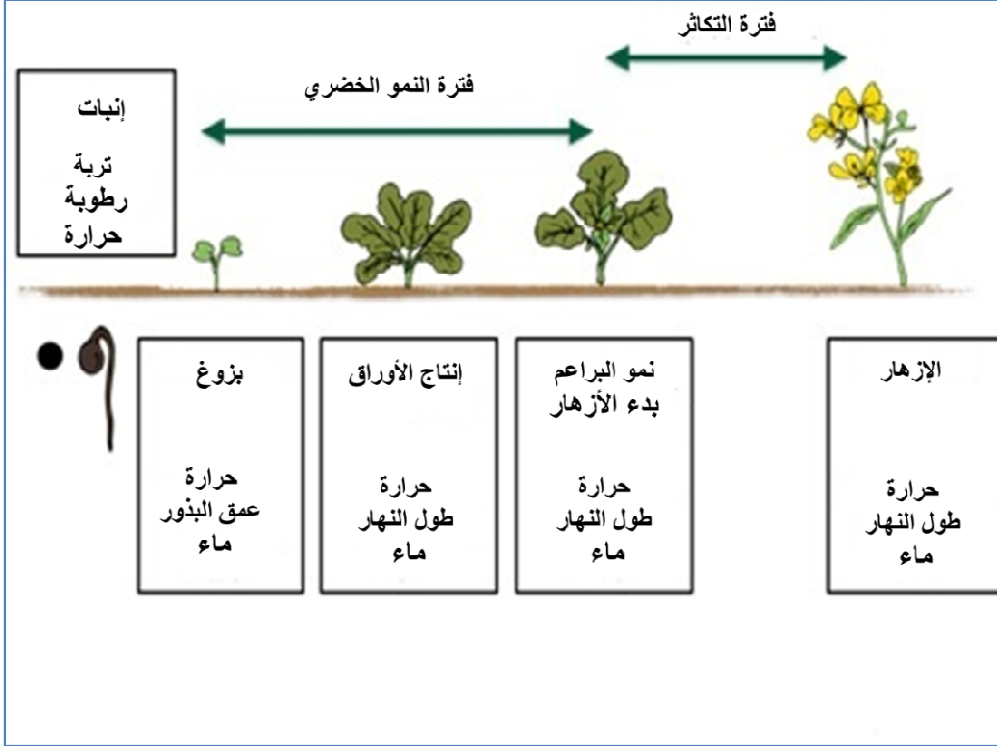 فترة التكاثر
فترة النمو الخضري
إنبات
تربة
رطوبة
حرارة
بزوغ
حرارة
عمق البذور
ماء
إنتاج الأوراق
حرارة
طول النهار
ماء
نمو البراعم
بدء الأزهار
حرارة
طول النهار
ماء
الإزهار
حرارة
طول النهار
ماء